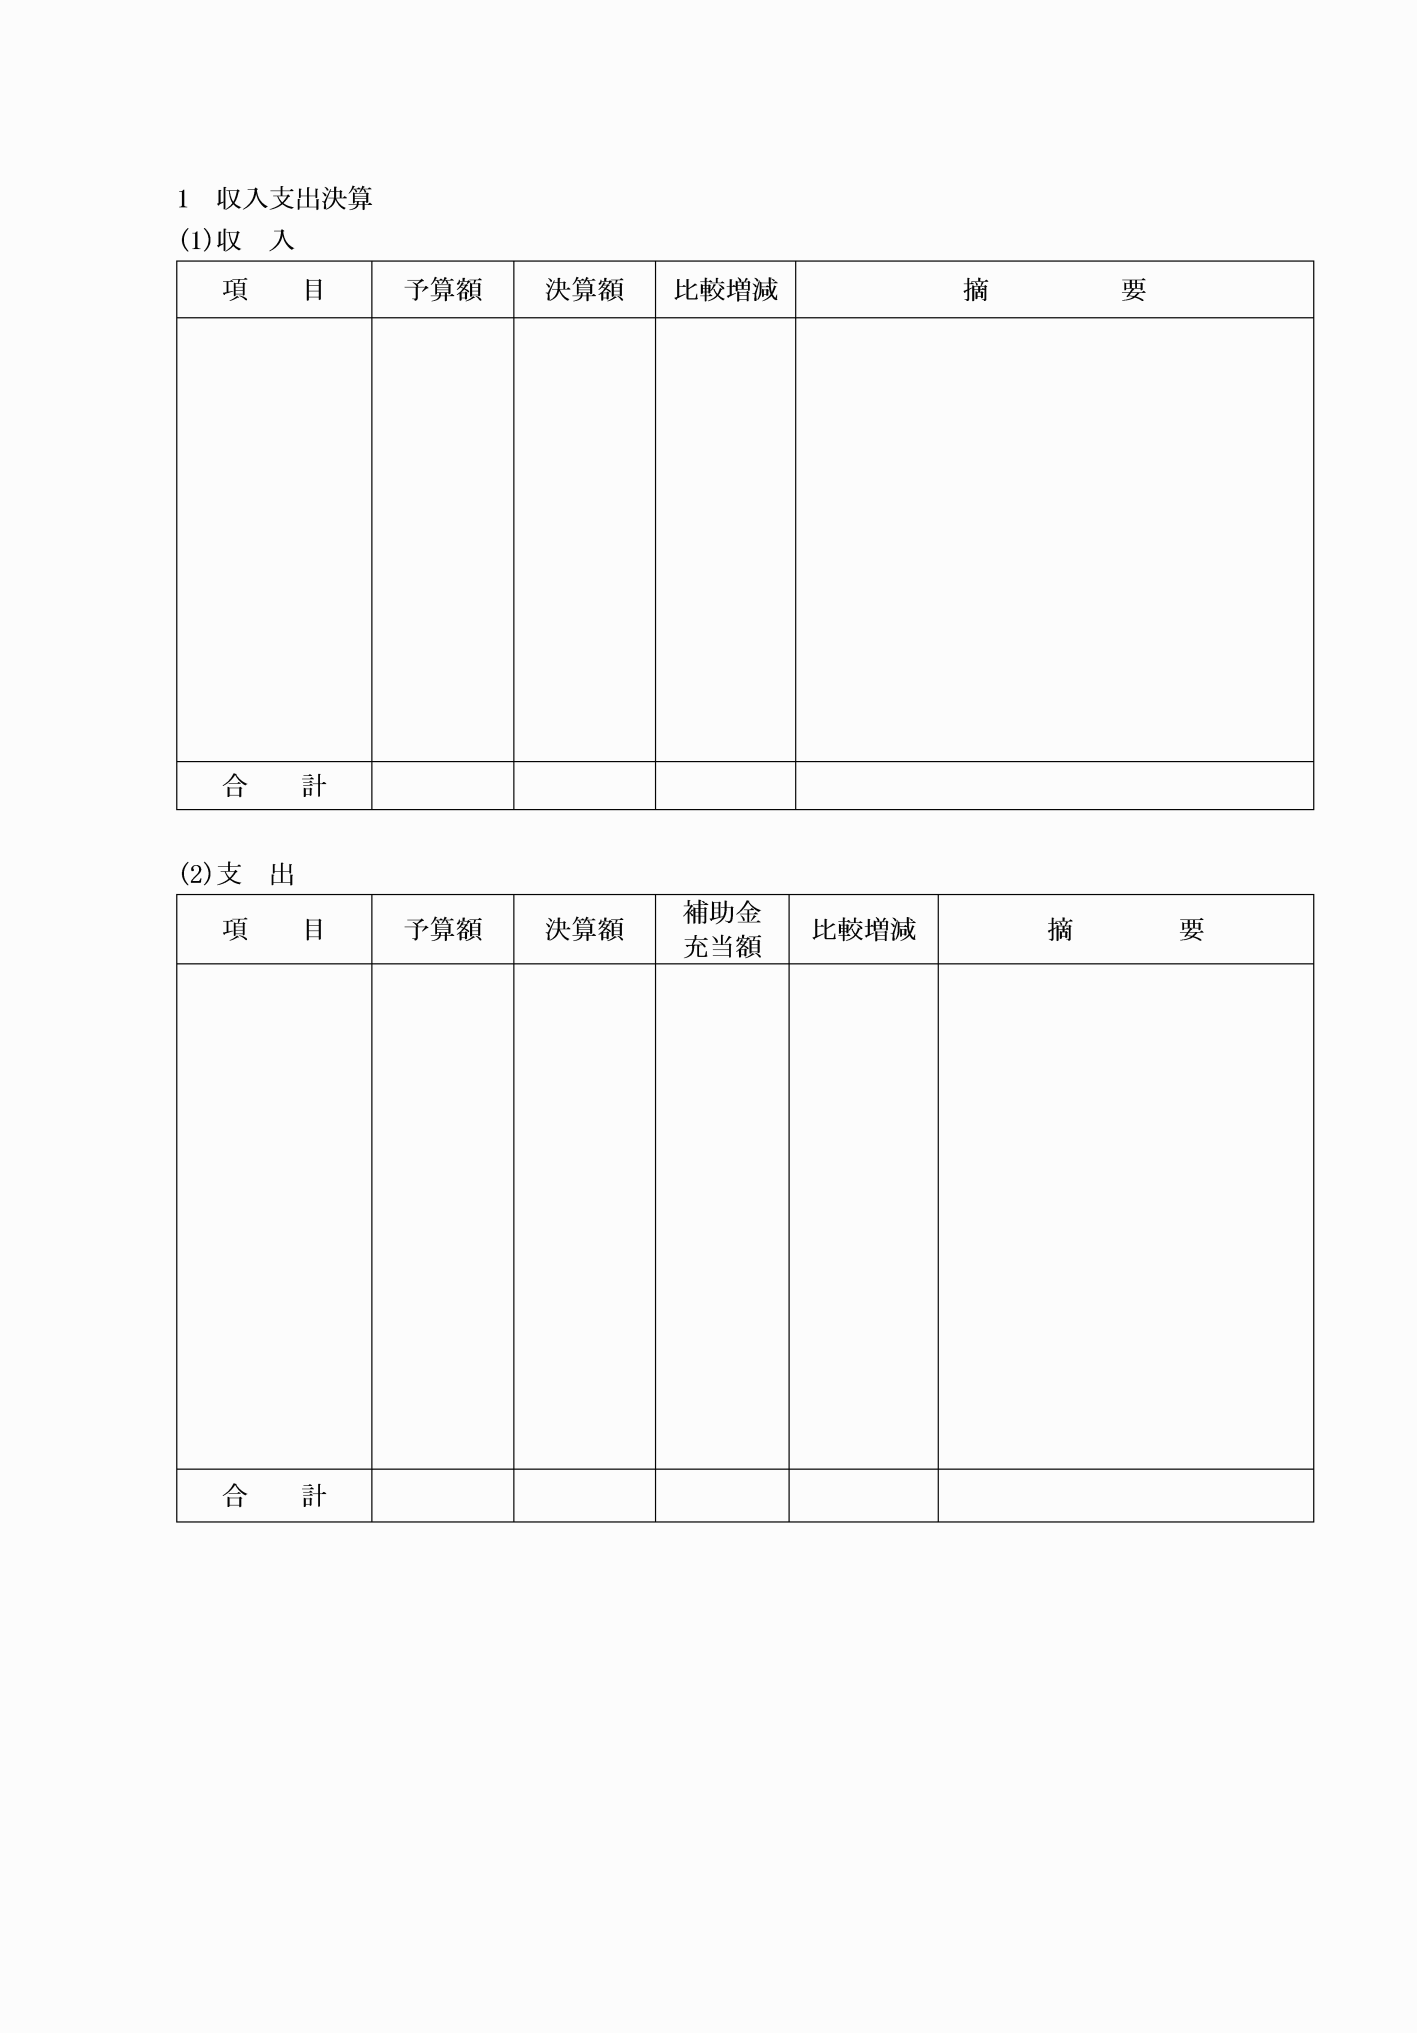 1　収入支出決算
(1)収　入
項　　目　予算額　決算額　比較増減　摘　　　　　要
合　　計
(2)支　出
項　　目　予算額　決算額　補助金充当額　比較増減　摘　　　　要
合　　計